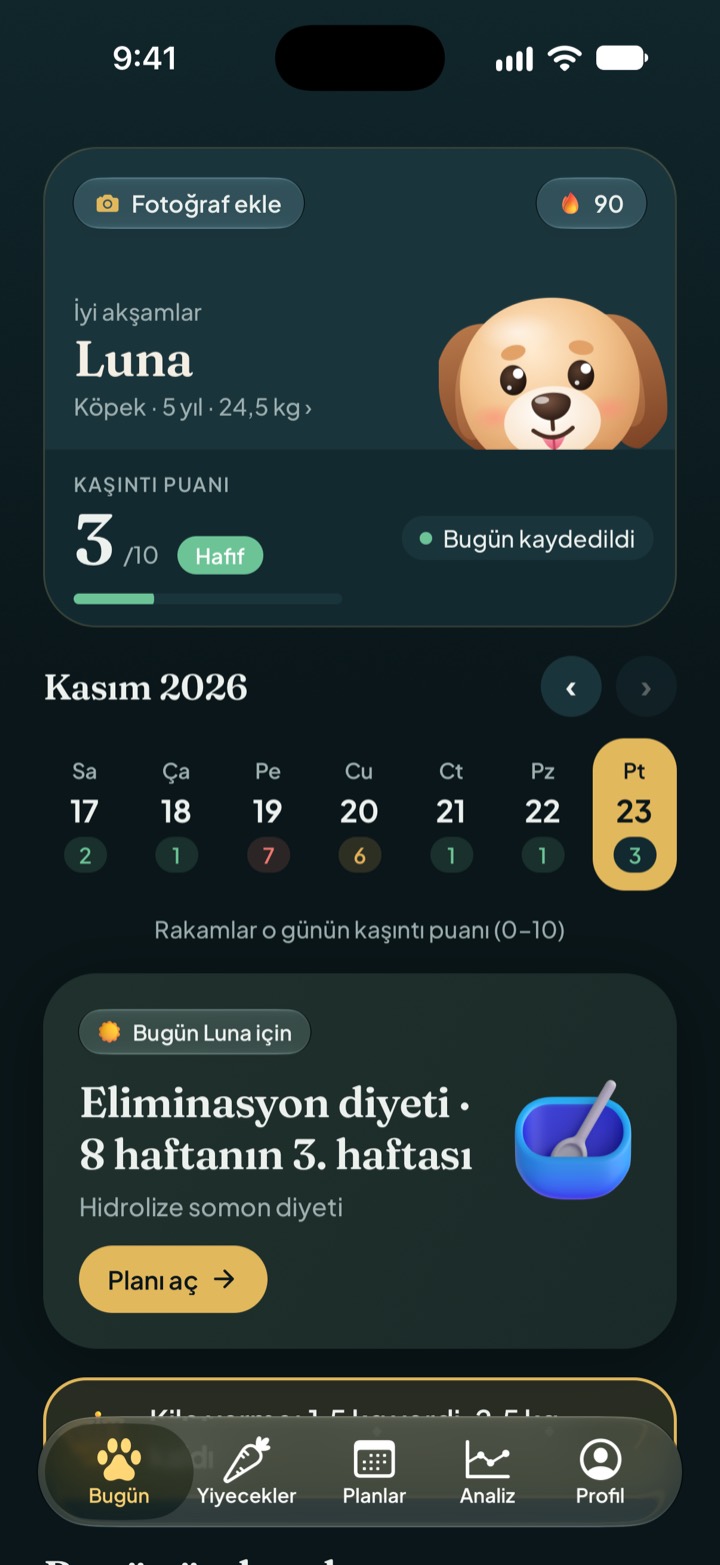 9:41
Fotoğraf ekle
90
İyi akşamlar
Luna
Köpek · 5 yıl · 24,5 kg ›
KAŞINTI PUANI
3 /10 Hafif
Bugün kaydedildi
Kasım 2026
‹ ›
Sa Ça Pe Cu Ct Pz Pt
17 18 19 20 21 22 23
2 1 7 6 1 1 3
Rakamlar o günün kaşıntı puanı (0–10)
Bugün Luna için
Eliminasyon diyeti ·
8 haftanın 3. haftası
Hidrolize somon diyeti
Planı aç →
Bugün Yiyecekler Planlar Analiz Profil